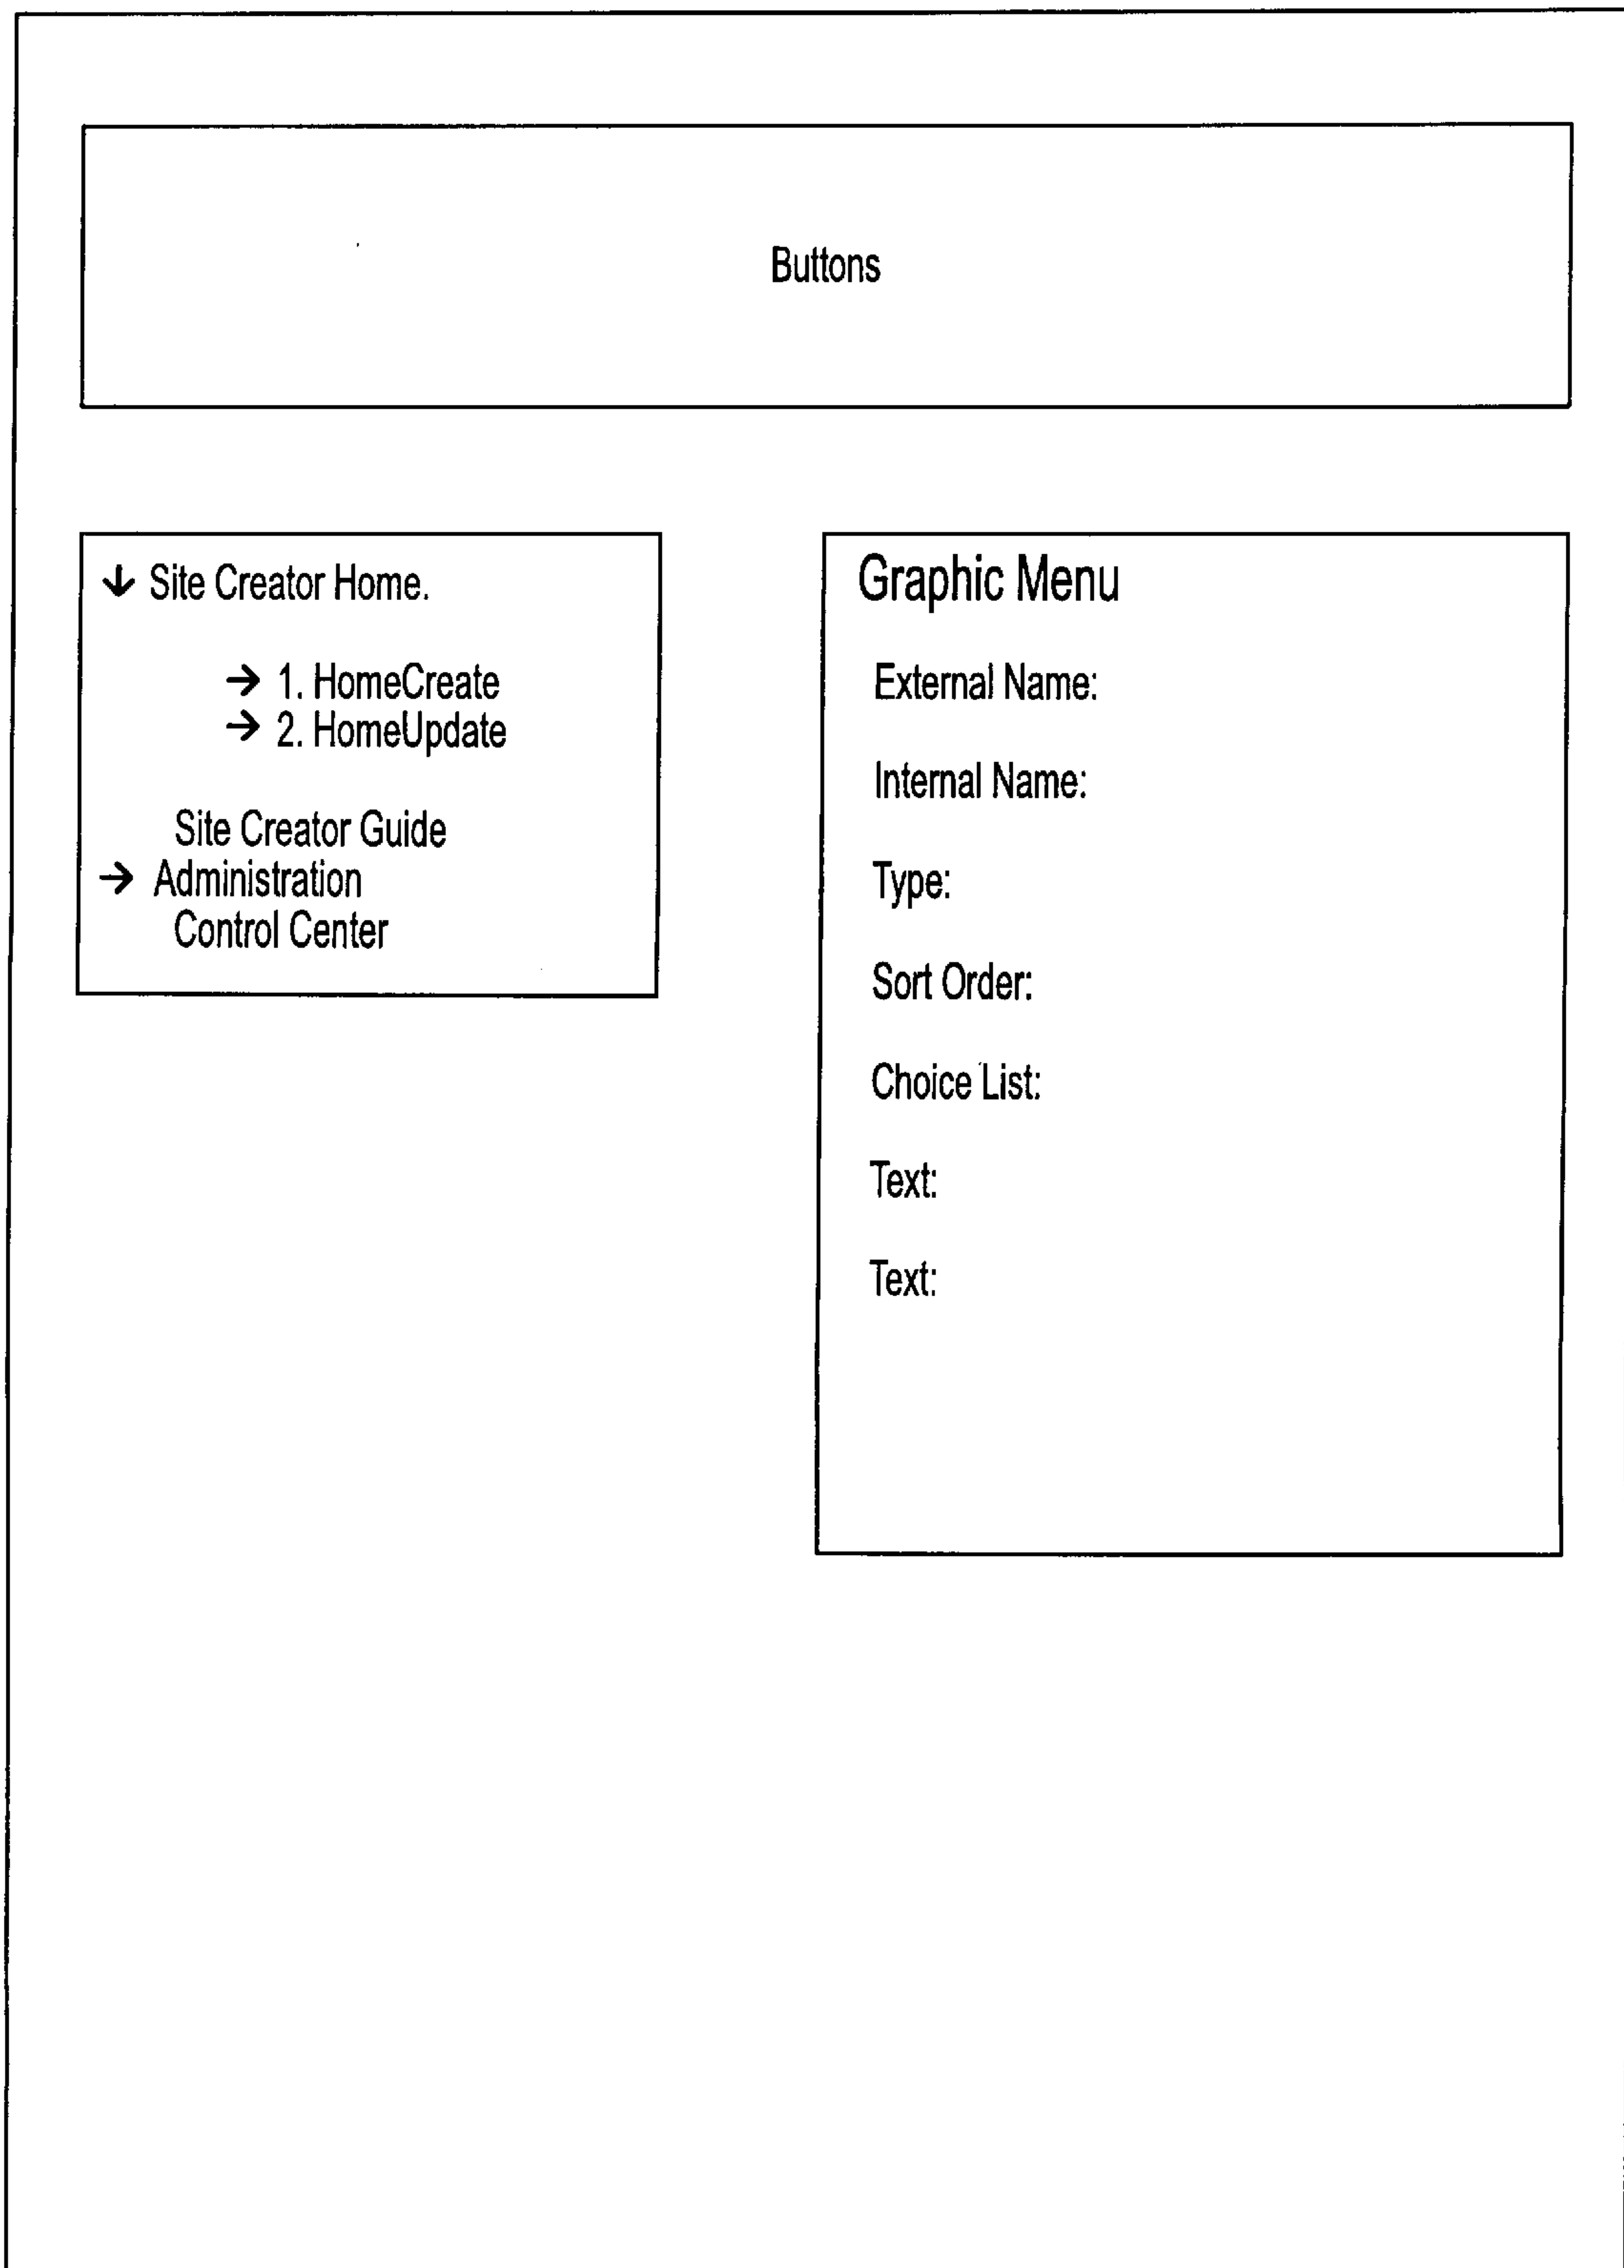 Buttons
↓ Site Creator Home.
→ 1. HomeCreate
→ 2. HomeUpdate
Site Creator Guide
→ Administration
Control Center
Graphic Menu
External Name:
Internal Name:
Type:
Sort Order:
Choice List:
Text:
Text: